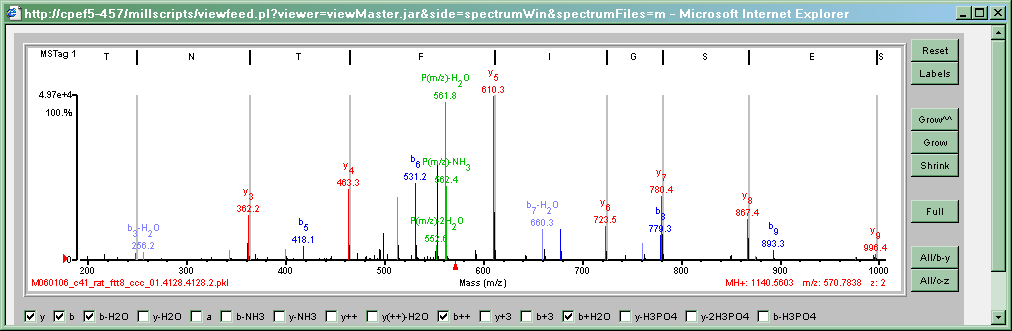 http://cpef5-457/millscripts/viewfeed.pl?viewer=viewMaster.jar&side=spectrumWin&spectrumFiles=m - Microsoft Internet Explorer
MSTag 1
T N T F I G S E S
4.97e+4
100.%
0
b3-H2O
256.2
y3
362.2
b5
418.1
y4
463.3
b6
531.2
P(m/z)-H2O
561.8
P(m/z)-NH3
562.4
P(m/z)-2H2O
552.8
y5
610.3
b7-H2O
660.3
y6
723.5
y7
780.4
b8
779.3
y8
867.4
b9
893.3
y9
996.4
200 300 400 500 600 700 800 900 1000
Mass (m/z)
M060106_c41_rat_ftt8_ccc_01.4128.4128.2.pkl MH+: 1140.5603 m/z: 570.7838 z: 2
Reset
Labels
Grow^^
Grow
Shrink
Full
All/b-y
All/c-z
y b b-H2O y-H2O a b-NH3 y-NH3 y++ y(++)-H2O b++ y+3 b+3 b+H2O y-H3PO4 y-2H3PO4 b-H3PO4